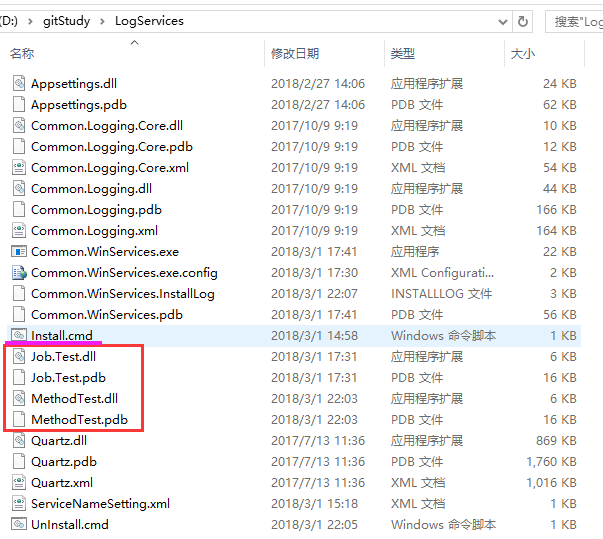 (D:) › gitStudy › LogServices 搜索"Log
名称 修改日期 类型 大小
Appsettings.dll 2018/2/27 14:06 应用程序扩展 24 KB
Appsettings.pdb 2018/2/27 14:06 PDB 文件 62 KB
Common.Logging.Core.dll 2017/10/9 9:19 应用程序扩展 10 KB
Common.Logging.Core.pdb 2017/10/9 9:19 PDB 文件 12 KB
Common.Logging.Core.xml 2017/10/9 9:19 XML 文档 54 KB
Common.Logging.dll 2017/10/9 9:19 应用程序扩展 44 KB
Common.Logging.pdb 2017/10/9 9:19 PDB 文件 166 KB
Common.Logging.xml 2017/10/9 9:19 XML 文档 164 KB
Common.WinServices.exe 2018/3/1 17:41 应用程序 22 KB
Common.WinServices.exe.config 2018/3/1 17:30 XML Configurati... 2 KB
Common.WinServices.InstallLog 2018/3/1 22:07 INSTALLLOG 文件 3 KB
Common.WinServices.pdb 2018/3/1 17:41 PDB 文件 56 KB
Install.cmd 2018/3/1 14:58 Windows 命令脚本 1 KB
Job.Test.dll 2018/3/1 17:31 应用程序扩展 6 KB
Job.Test.pdb 2018/3/1 17:31 PDB 文件 16 KB
MethodTest.dll 2018/3/1 22:03 应用程序扩展 6 KB
MethodTest.pdb 2018/3/1 22:03 PDB 文件 16 KB
Quartz.dll 2017/7/13 11:36 应用程序扩展 869 KB
Quartz.pdb 2017/7/13 11:36 PDB 文件 1,760 KB
Quartz.xml 2017/7/13 11:36 XML 文档 1,016 KB
ServiceNameSetting.xml 2018/3/1 15:18 XML 文档 1 KB
UnInstall.cmd 2018/3/1 22:05 Windows 命令脚本 1 KB